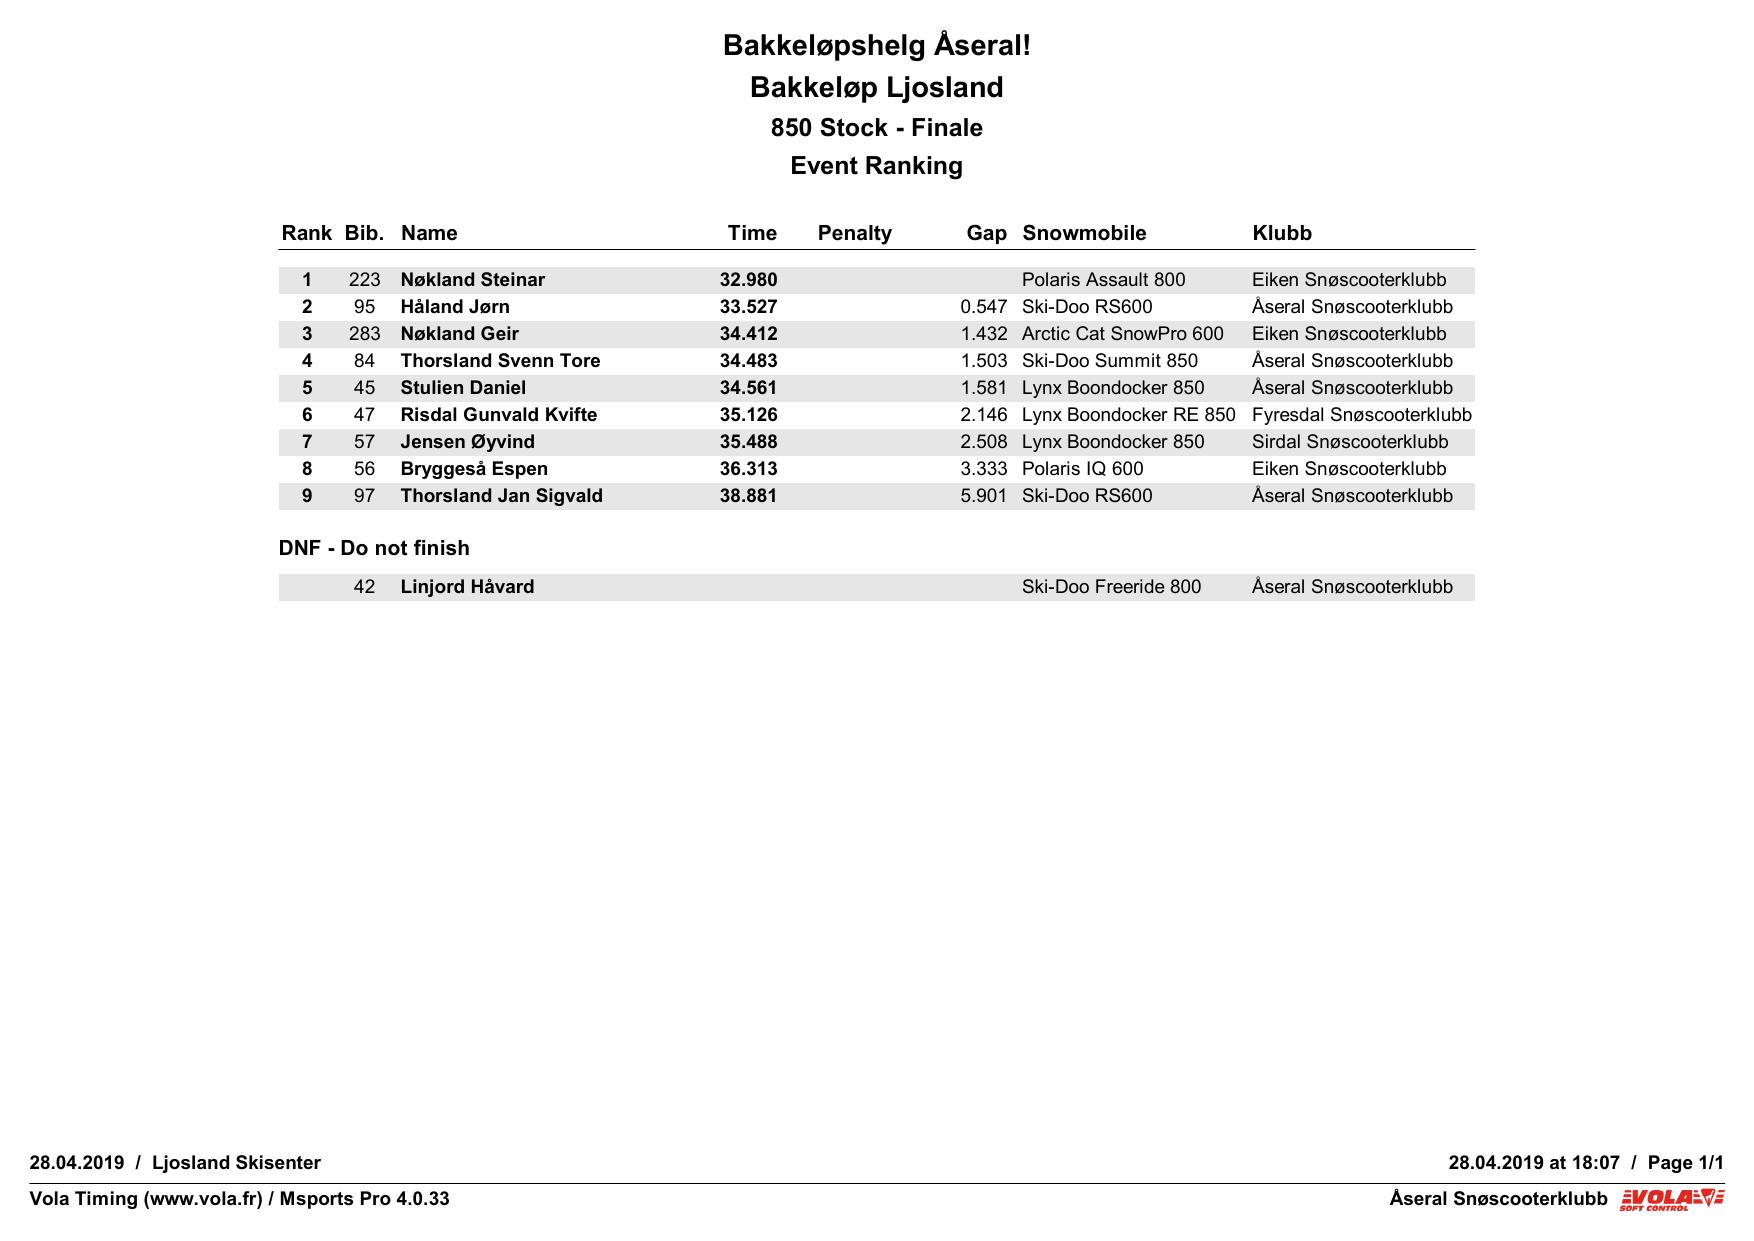 Bakkeløpshelg Åseral!
Bakkeløp Ljosland
850 Stock - Finale
Event Ranking
Rank Bib. Name Time Penalty Gap Snowmobile Klubb
1 223 Nøkland Steinar 32.980 Polaris Assault 800 Eiken Snøscooterklubb
2 95 Håland Jørn 33.527 0.547 Ski-Doo RS600 Åseral Snøscooterklubb
3 283 Nøkland Geir 34.412 1.432 Arctic Cat SnowPro 600 Eiken Snøscooterklubb
4 84 Thorsland Svenn Tore 34.483 1.503 Ski-Doo Summit 850 Åseral Snøscooterklubb
5 45 Stulien Daniel 34.561 1.581 Lynx Boondocker 850 Åseral Snøscooterklubb
6 47 Risdal Gunvald Kvifte 35.126 2.146 Lynx Boondocker RE 850 Fyresdal Snøscooterklubb
7 57 Jensen Øyvind 35.488 2.508 Lynx Boondocker 850 Sirdal Snøscooterklubb
8 56 Bryggeså Espen 36.313 3.333 Polaris IQ 600 Eiken Snøscooterklubb
9 97 Thorsland Jan Sigvald 38.881 5.901 Ski-Doo RS600 Åseral Snøscooterklubb
DNF - Do not finish
42 Linjord Håvard Ski-Doo Freeride 800 Åseral Snøscooterklubb
28.04.2019 / Ljosland Skisenter 28.04.2019 at 18:07 / Page 1/1
Vola Timing (www.vola.fr) / Msports Pro 4.0.33 Åseral Snøscooterklubb VOLA
SOFT CONTROL